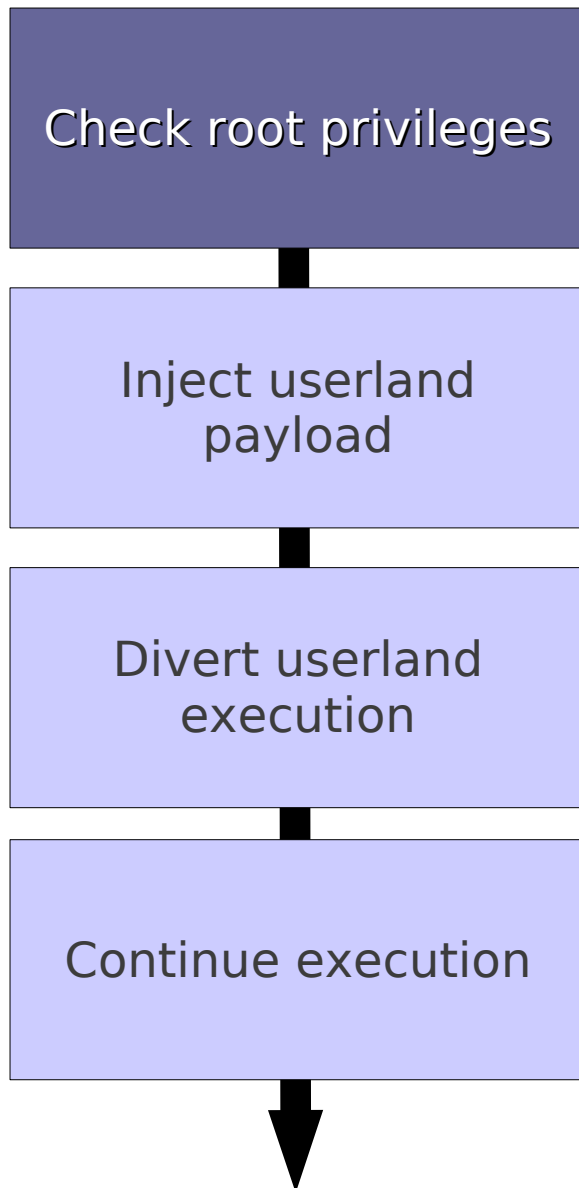 Check root privileges
Inject userland
payload
Divert userland
execution
Continue execution